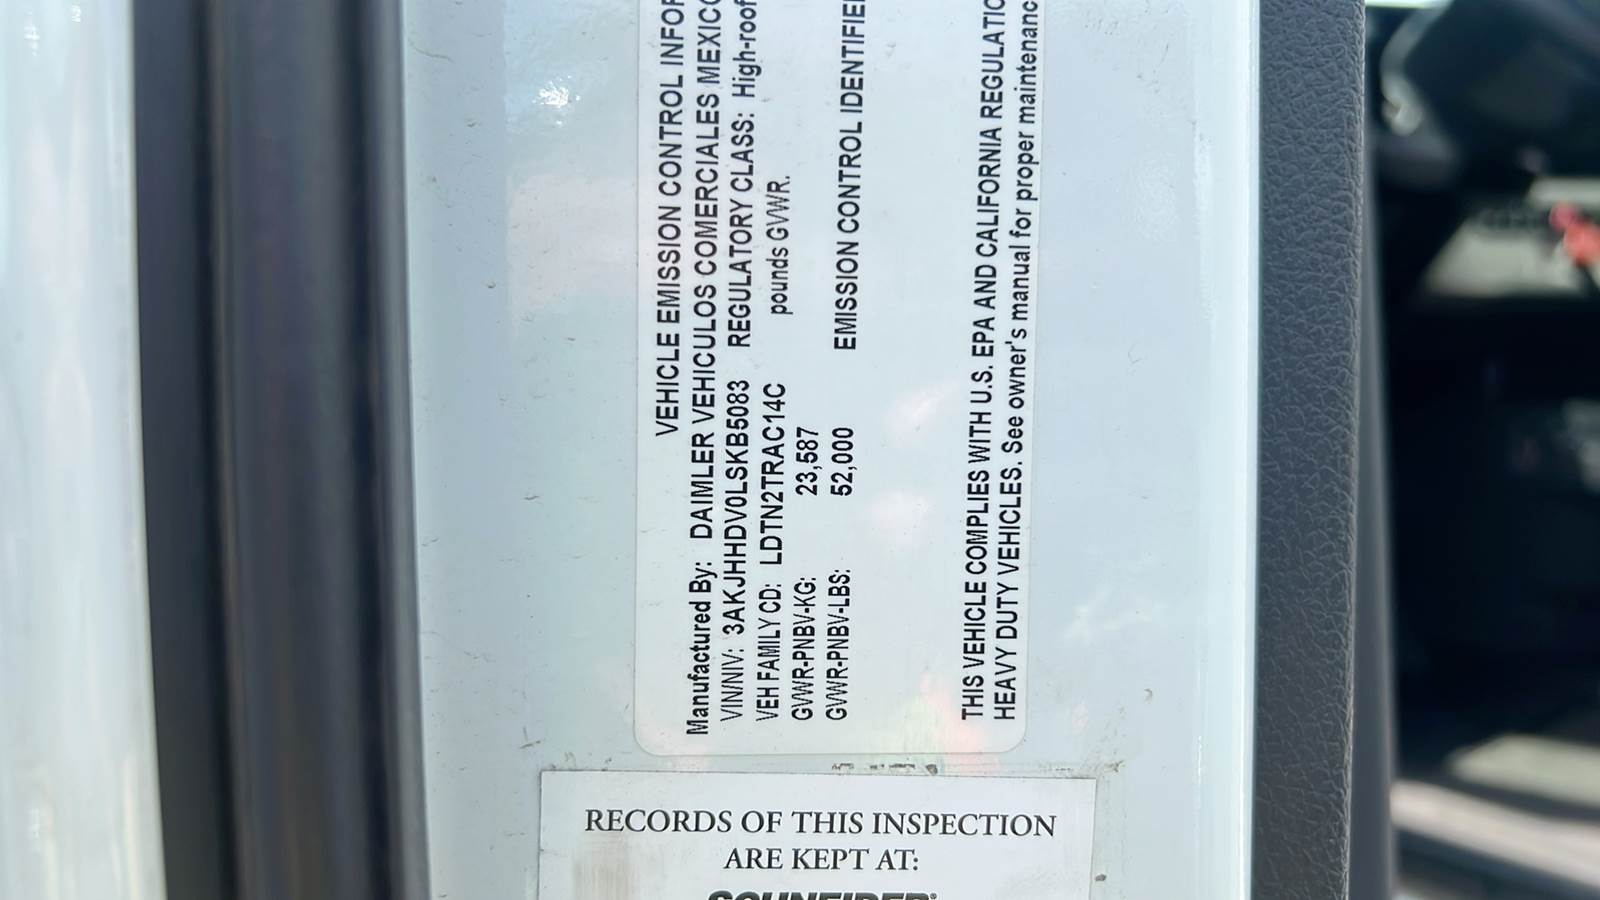 VEHICLE EMISSION CONTROL INFOR
Manufactured By: DAIMLER VEHICULOS COMERCIALES MEXICO
VIN/NIV: 3AKJHHDV0LSKB5083 REGULATORY CLASS: High-roof
VEH FAMILY CD: LDTN2TRAC14C pounds GVWR.
GVWR-PNBV-KG: 23,587
GVWR-PNBV-LBS: 52,000 EMISSION CONTROL IDENTIFIE
THIS VEHICLE COMPLIES WITH U.S. EPA AND CALIFORNIA REGULATIO
HEAVY DUTY VEHICLES. See owner's manual for proper maintenanc
RECORDS OF THIS INSPECTION
ARE KEPT AT:
SCHNEIDER®